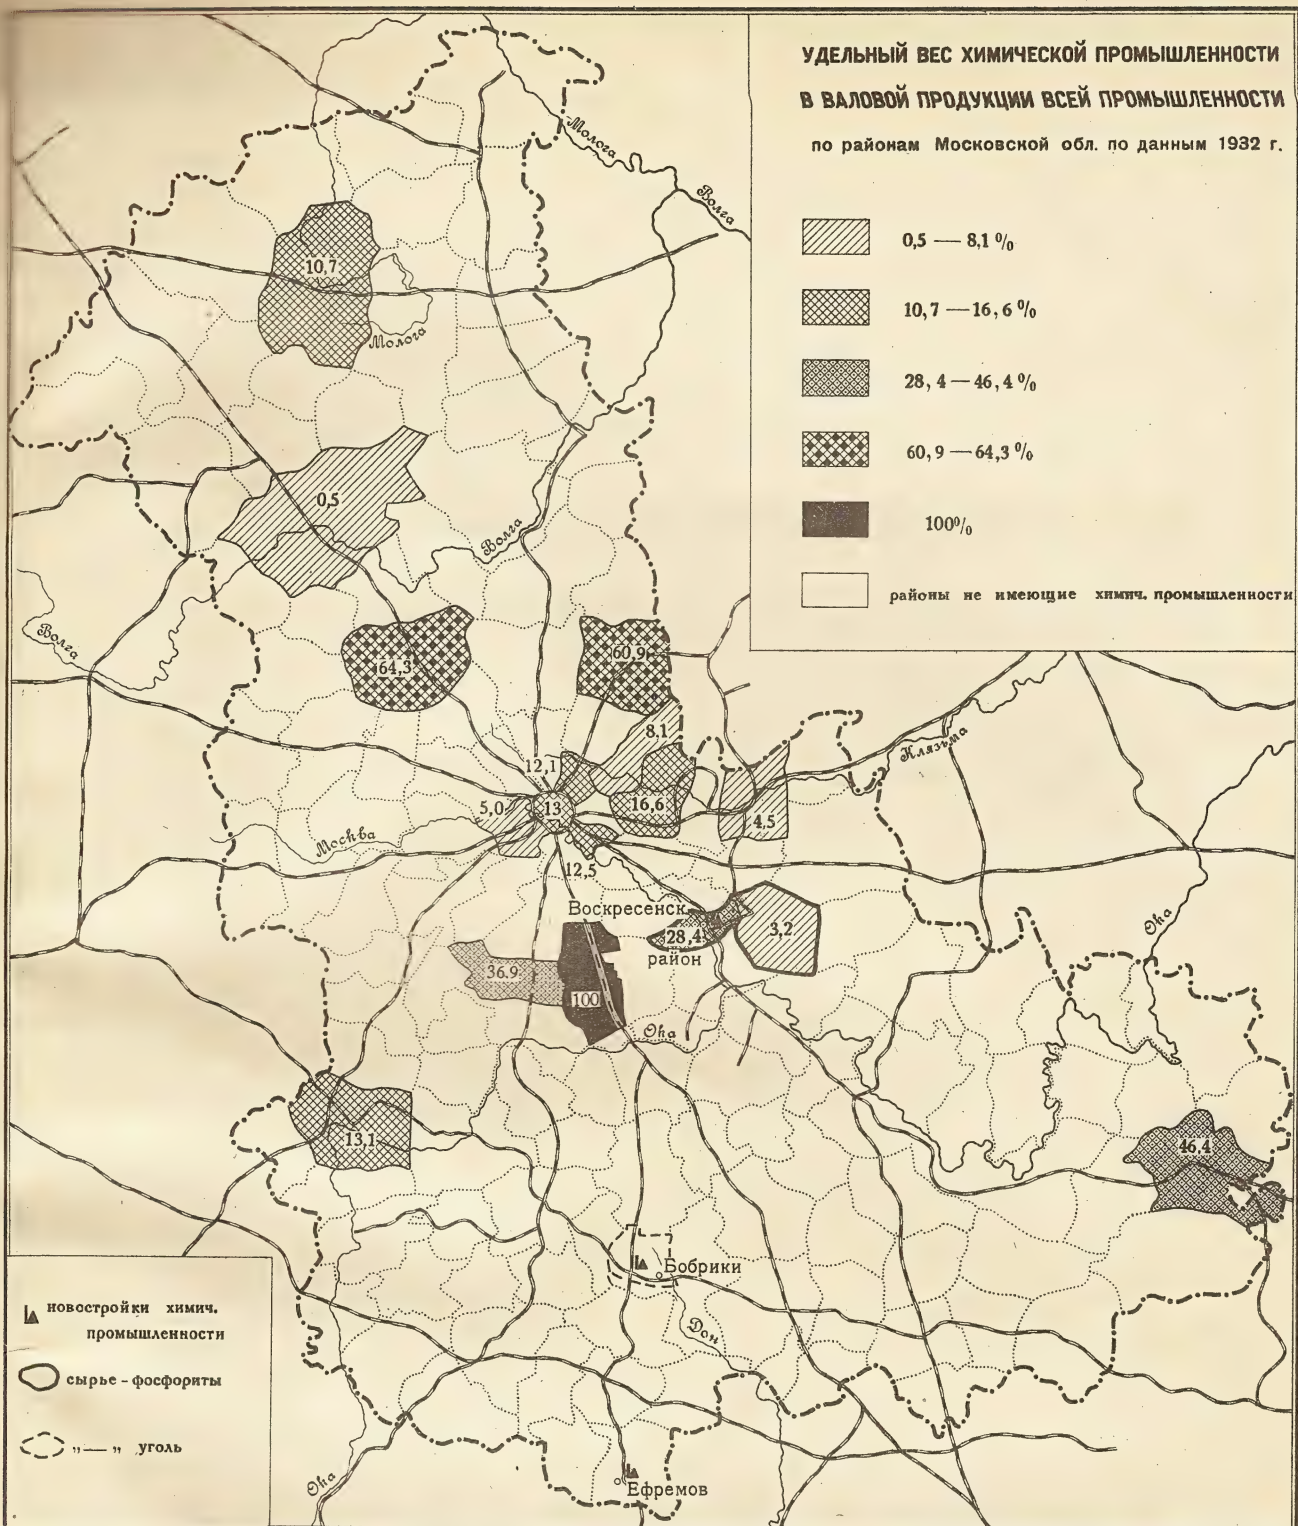 УДЕЛЬНЫЙ ВЕС ХИМИЧЕСКОЙ ПРОМЫШЛЕННОСТИ
В ВАЛОВОЙ ПРОДУКЦИИ ВСЕЙ ПРОМЫШЛЕННОСТИ
по районам Московской обл. по данным 1932 г.
0,5 — 8,1 %
10,7 — 16,6 %
28,4 — 46,4 %
60,9 — 64,3 %
100%
районы не имеющие химич. промышленности
Молога
Волга
10,7
Молога
0,5
Волга
Волга
64,3
60,9
8,1
Клязьма
12,1
5,0
13
16,6
4,5
Москва
12,5
Воскресенск.
28,4
район
3,2
Ока
36.9
100
Ока
13,1
46,4
Бобрики
Дон
Ефремов
Ока
новостройки химич.
промышленности
сырье - фосфориты
„ — „ уголь